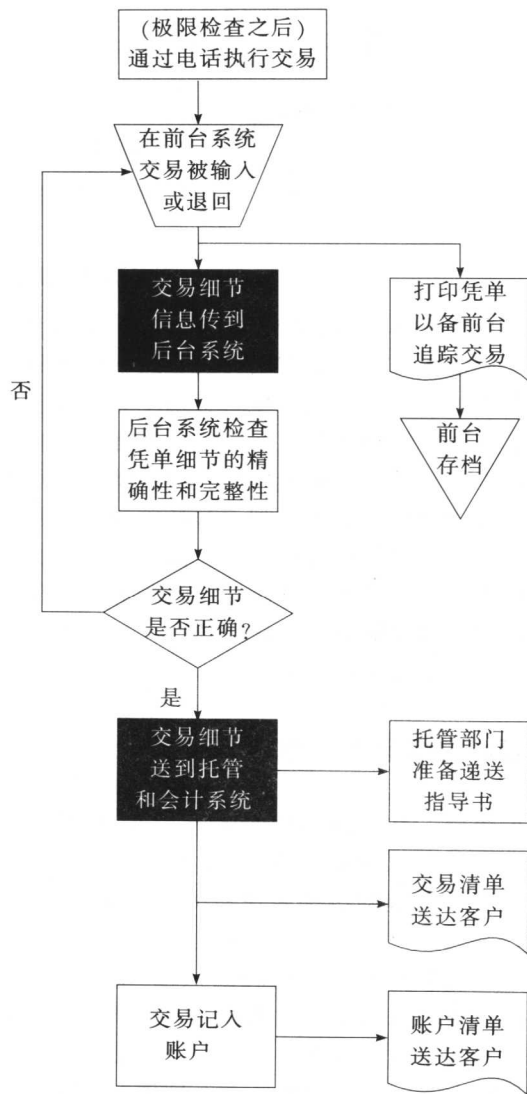 (极限检查之后)
通过电话执行交易
在前台系统
交易被输入
或退回
交易细节
信息传到
后台系统
打印凭单
以备前台
追踪交易
否
后台系统检查
凭单细节的精
确性和完整性
前台
存档
交易细节
是否正确?
是
交易细节
送到托管
和会计系统
托管部门
准备递送
指导书
交易清单
送达客户
交易记入
账户
账户清单
送达客户